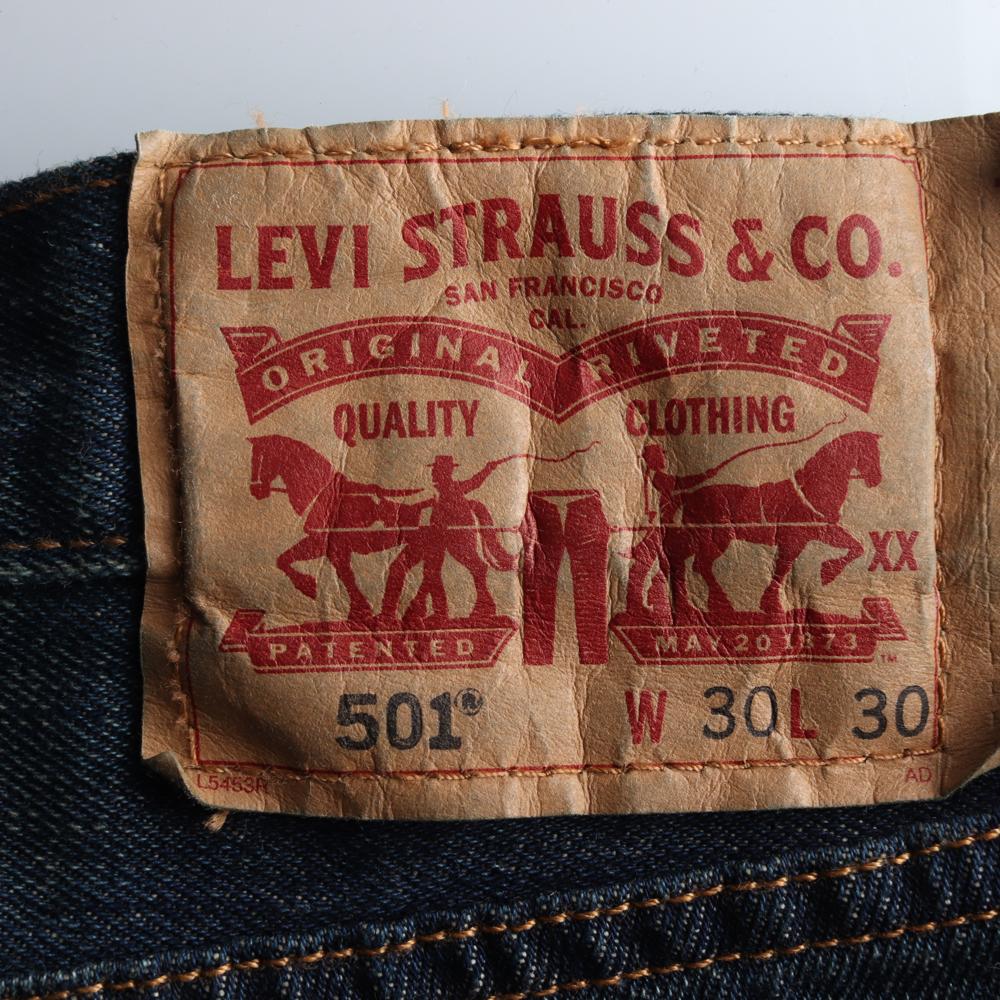 LEVI STRAUSS & CO.
SAN FRANCISCO
CAL.
ORIGINAL RIVETED
QUALITY CLOTHING
XX
PATENTED MAY 20 1873 ™
501® W 30 L 30
L5453R AD